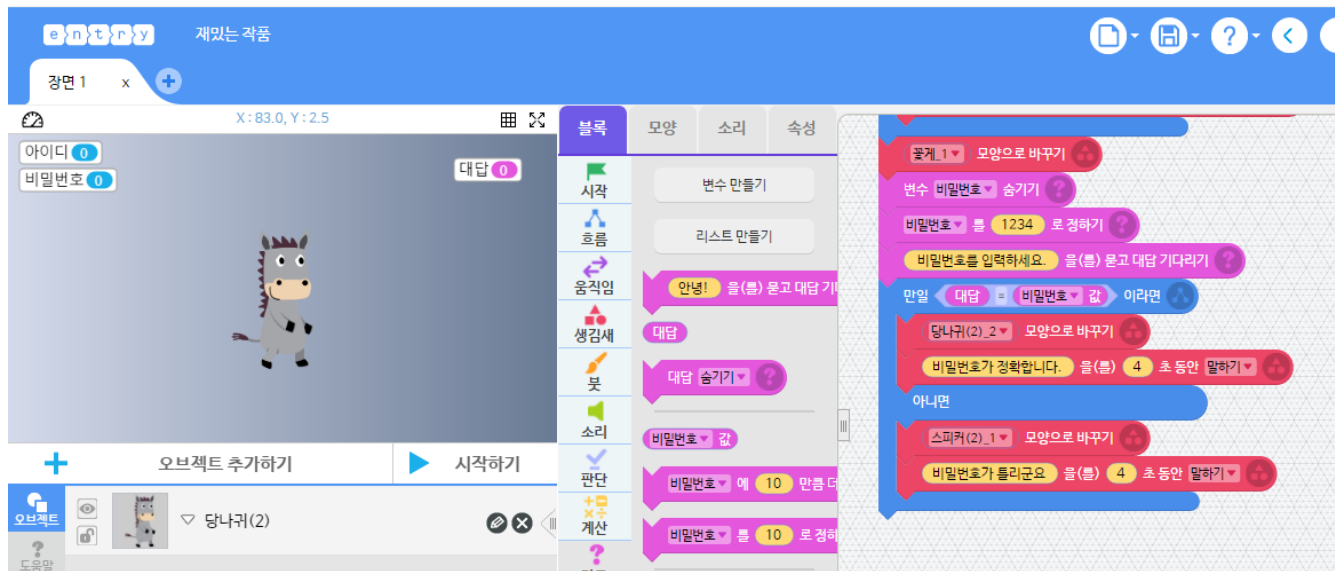 entry 재밌는 작품
장면 1 x
X : 83.0, Y : 2.5
아이디 0
비밀번호 0
대답 0
오브젝트 추가하기 시작하기
오브젝트
당나귀(2)
도움말
블록 모양 소리 속성
시작
흐름
움직임
생김새
붓
소리
판단
계산
변수 만들기
리스트 만들기
안녕! 을(를) 묻고 대답
대답
대답 숨기기
비밀번호 값
비밀번호 에 10 만큼
비밀번호 를 10 로
꽃게_1 모양으로 바꾸기
변수 비밀번호 숨기기
비밀번호 를 1234 로 정하기
비밀번호를 입력하세요. 을(를) 묻고 대답 기다리기
만일 대답 = 비밀번호 값 이라면
당나귀(2)_2 모양으로 바꾸기
비밀번호가 정확합니다. 을(를) 4 초 동안 말하기
아니면
스피커(2)_1 모양으로 바꾸기
비밀번호가 틀리군요 을(를) 4 초 동안 말하기